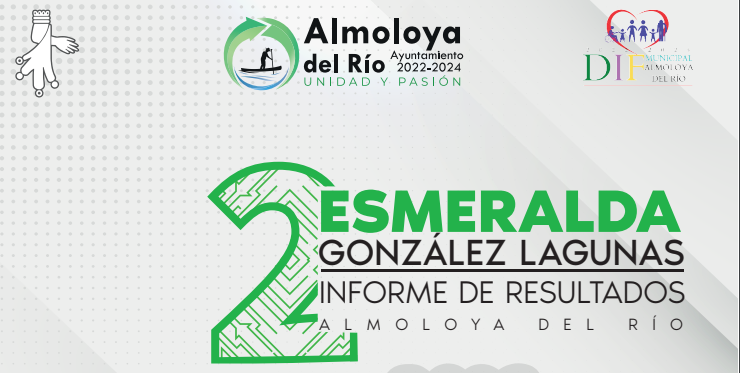 Almoloya
del Río Ayuntamiento
2022-2024
UNIDAD Y PASIÓN
DIF MUNICIPAL
ALMOLOYA
DEL RÍO
2 ESMERALDA
GONZÁLEZ LAGUNAS
INFORME DE RESULTADOS
ALMOLOYA DEL RÍO